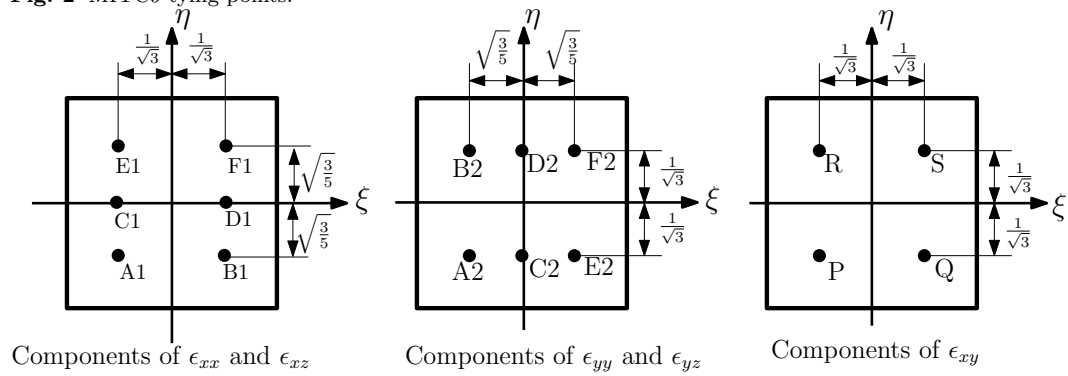 Fig. 2 MITC9 tying points.
η η η
1/√3 1/√3 √3/5 √3/5 1/√3 1/√3
E1 F1 √3/5 B2 D2 F2 1/√3 R S 1/√3
ξ ξ ξ
C1 D1 √3/5 1/√3 1/√3
A1 B1 A2 C2 E2 P Q
Components of ϵxx and ϵxz Components of ϵyy and ϵyz Components of ϵxy